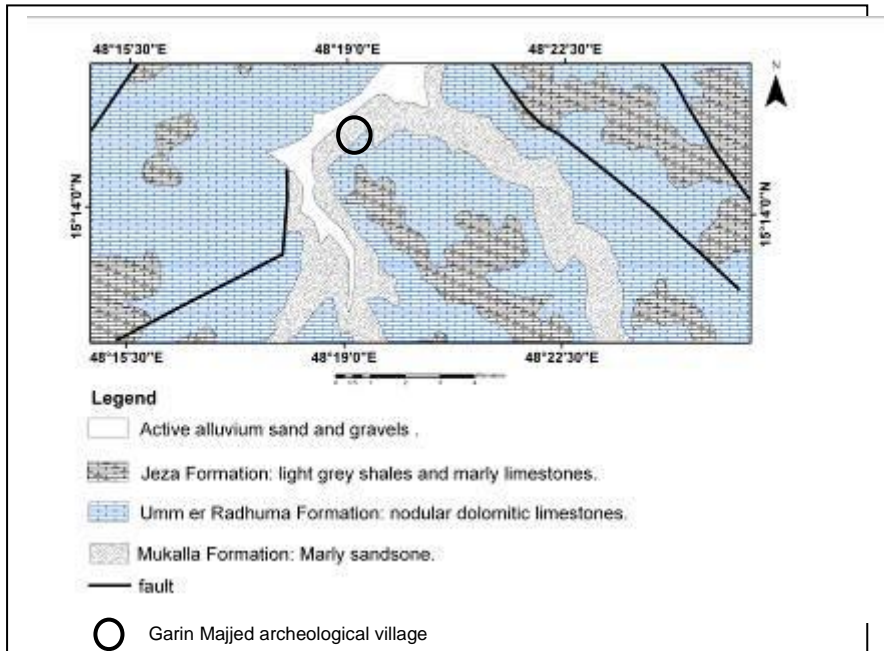 48°15'30"E 48°19'0"E 48°22'30"E
N
15°14'0"N
15°14'0"N
48°15'30"E 48°19'0"E 48°22'30"E
Legend
Active alluvium sand and gravels .
Jeza Formation: light grey shales and marly limestones.
Umm er Radhuma Formation: nodular dolomitic limestones.
Mukalla Formation: Marly sandsone.
fault
Garin Majjed archeological village